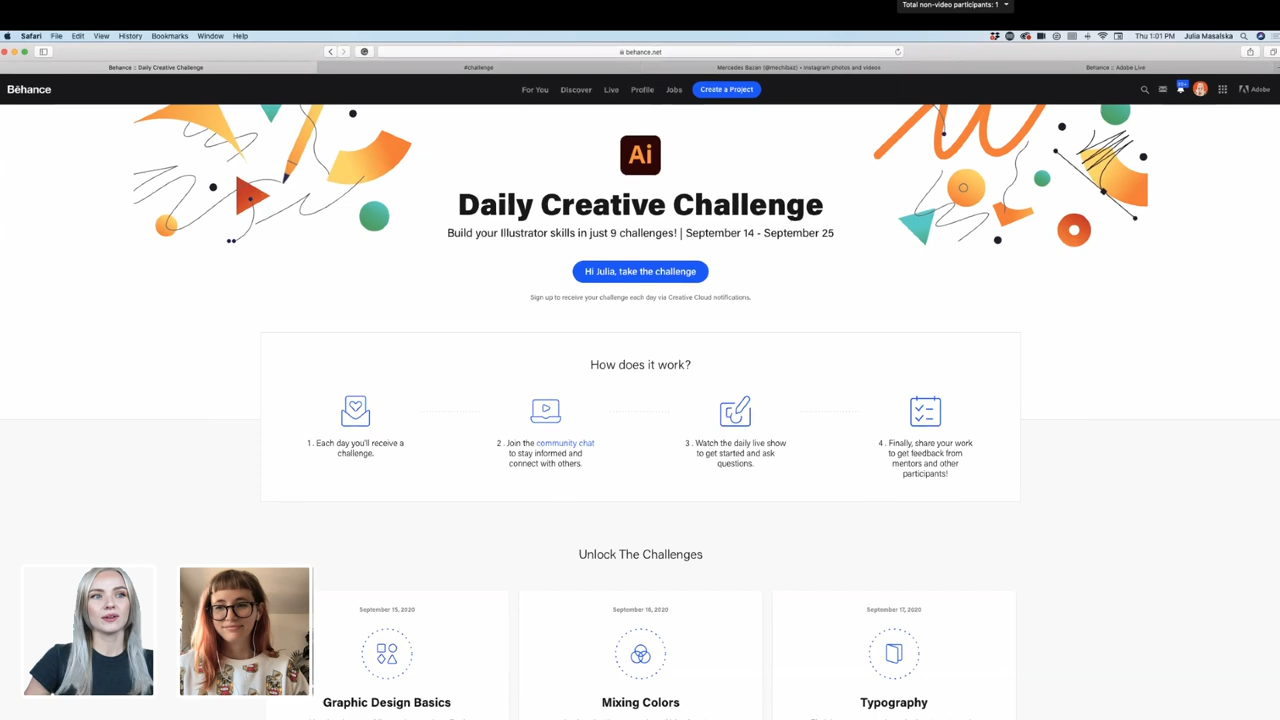 Total non-video participants: 1
Safari File Edit View History Bookmarks Window Help
Thu 1:01 PM Julia Masalska
behance.net
Behance :: Daily Creative Challenge
#challenge
Mercedes Bazan (@mechibaz) • Instagram photos and videos
Behance :: Adobe Live
Bēhance
For You Discover Live Profile Jobs Create a Project
Adobe
Ai
Daily Creative Challenge
Build your Illustrator skills in just 9 challenges! | September 14 - September 25
Hi Julia, take the challenge
Sign up to receive your challenge each day via Creative Cloud notifications.
How does it work?
1 . Each day you'll receive a
challenge.
2 . Join the community chat
to stay informed and
connect with others.
3 . Watch the daily live show
to get started and ask
questions.
4 . Finally, share your work
to get feedback from
mentors and other
participants!
Unlock The Challenges
September 15, 2020
September 16, 2020
September 17, 2020
Graphic Design Basics
Mixing Colors
Typography